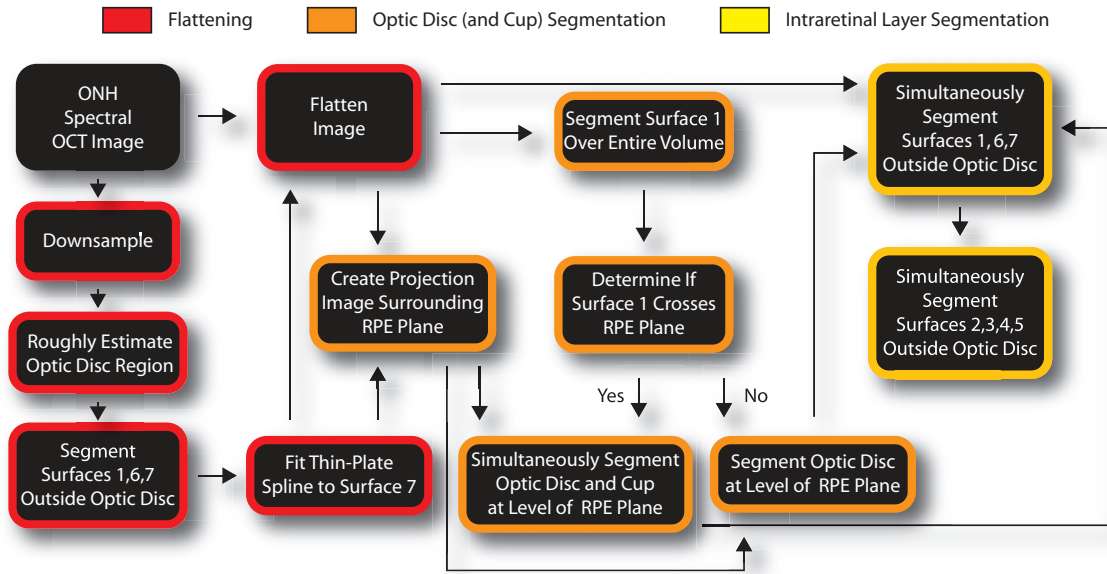 Flattening
Optic Disc (and Cup) Segmentation
Intraretinal Layer Segmentation
ONH
Spectral
OCT Image
Flatten
Image
Segment Surface 1
Over Entire Volume
Simultaneously
Segment
Surfaces 1,6,7
Outside Optic Disc
Downsample
Create Projection
Image Surrounding
RPE Plane
Determine If
Surface 1 Crosses
RPE Plane
Simultaneously
Segment
Surfaces 2,3,4,5
Outside Optic Disc
Roughly Estimate
Optic Disc Region
Yes
No
Segment
Surfaces 1,6,7
Outside Optic Disc
Fit Thin-Plate
Spline to Surface 7
Simultaneously Segment
Optic Disc and Cup
at Level of RPE Plane
Segment Optic Disc
at Level of RPE Plane